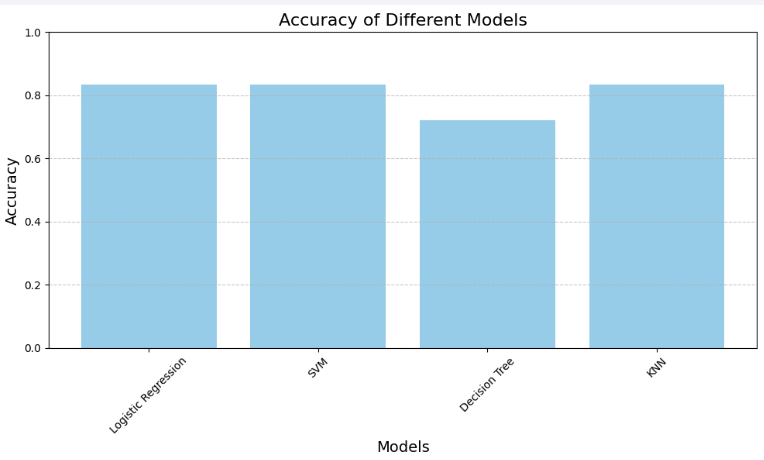 Accuracy of Different Models
1.0
0.8
0.6
0.4
0.2
0.0
Accuracy
Logistic Regression
SVM
Decision Tree
KNN
Models